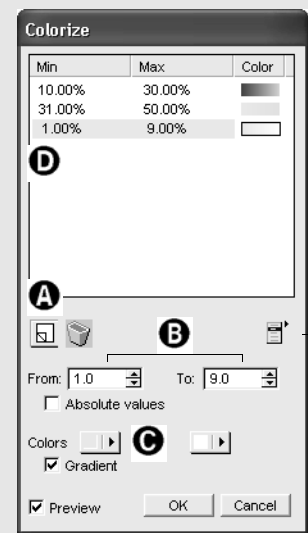 Colorize
Min Max Color
10.00% 30.00%
31.00% 50.00%
1.00% 9.00%
D
A
B
From: 1.0 To: 9.0
Absolute values
Colors C
Gradient
Preview OK Cancel